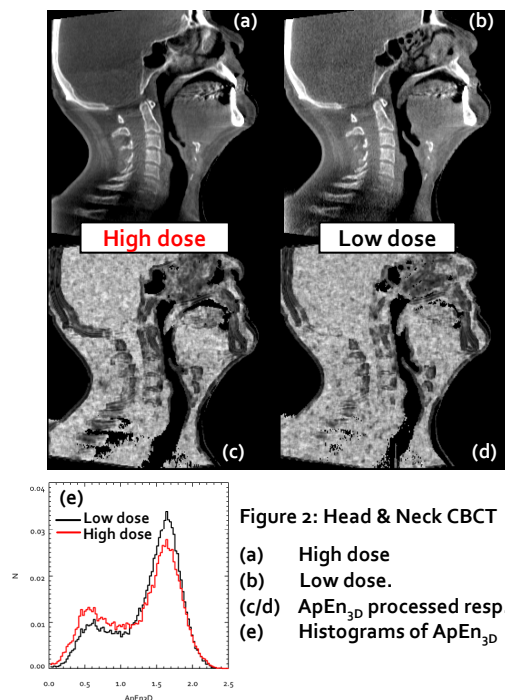 (a)
(b)
High dose
Low dose
(c)
(d)
(e)
Low dose
High dose
0.04
0.03
0.02
0.01
0.00
N
0.0 0.5 1.0 1.5 2.0 2.5
ApEn3D
Figure 2: Head & Neck CBCT
(a) High dose
(b) Low dose.
(c/d) ApEn3D processed resp.
(e) Histograms of ApEn3D